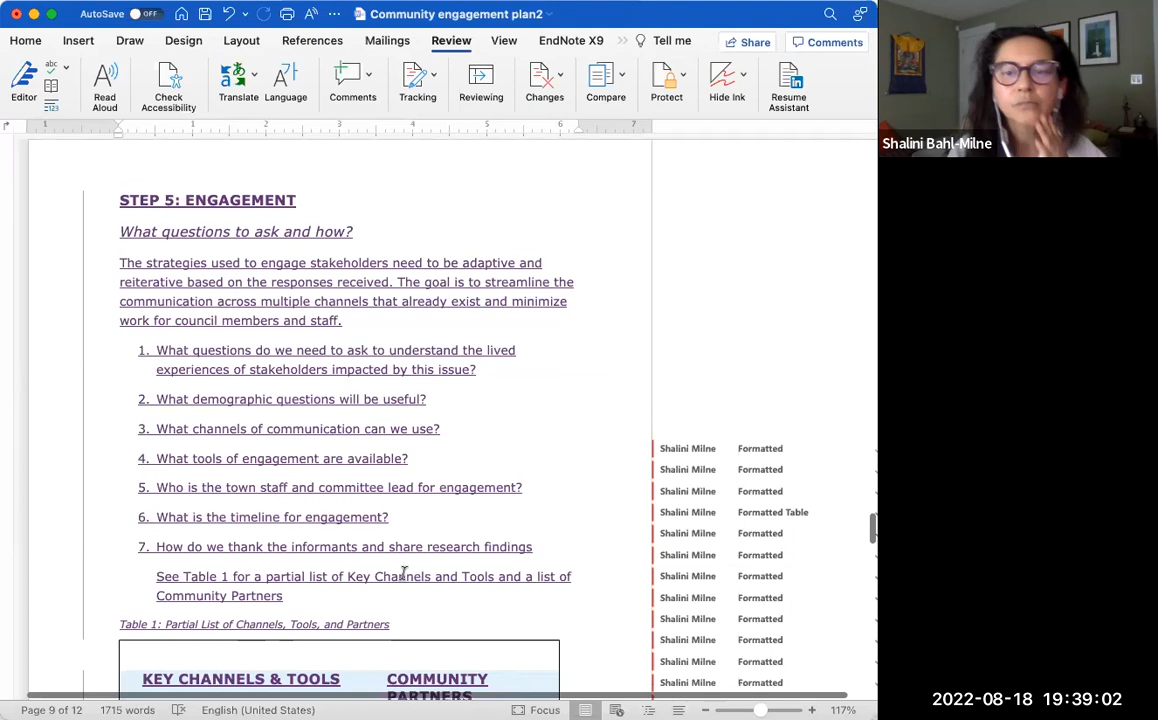 AutoSave OFF Community engagement plan2
Home Insert Draw Design Layout References Mailings Review View EndNote X9 Tell me Share Comments
Editor
abc
123
Read Aloud
Check Accessibility
Translate
Language
Comments
Tracking
Reviewing
Changes
Compare
Protect
Hide Ink
Resume Assistant
Shalini Bahl-Milne
1 1 2 3 4 5 6 7
STEP 5: ENGAGEMENT
What questions to ask and how?
The strategies used to engage stakeholders need to be adaptive and
reiterative based on the responses received. The goal is to streamline the
communication across multiple channels that already exist and minimize
work for council members and staff.
1. What questions do we need to ask to understand the lived
experiences of stakeholders impacted by this issue?
2. What demographic questions will be useful?
3. What channels of communication can we use?
4. What tools of engagement are available?
5. Who is the town staff and committee lead for engagement?
6. What is the timeline for engagement?
7. How do we thank the informants and share research findings
See Table 1 for a partial list of Key Channels and Tools and a list of
Community Partners
Table 1: Partial List of Channels, Tools, and Partners
KEY CHANNELS & TOOLS COMMUNITY
PARTNERS
Shalini Milne Formatted
Shalini Milne Formatted
Shalini Milne Formatted
Shalini Milne Formatted Table
Shalini Milne Formatted
Shalini Milne Formatted
Shalini Milne Formatted
Shalini Milne Formatted
Shalini Milne Formatted
Shalini Milne Formatted
Shalini Milne Formatted
Shalini Milne Formatted
Page 9 of 12 1715 words English (United States) Focus 117%
2022-08-18 19:39:02